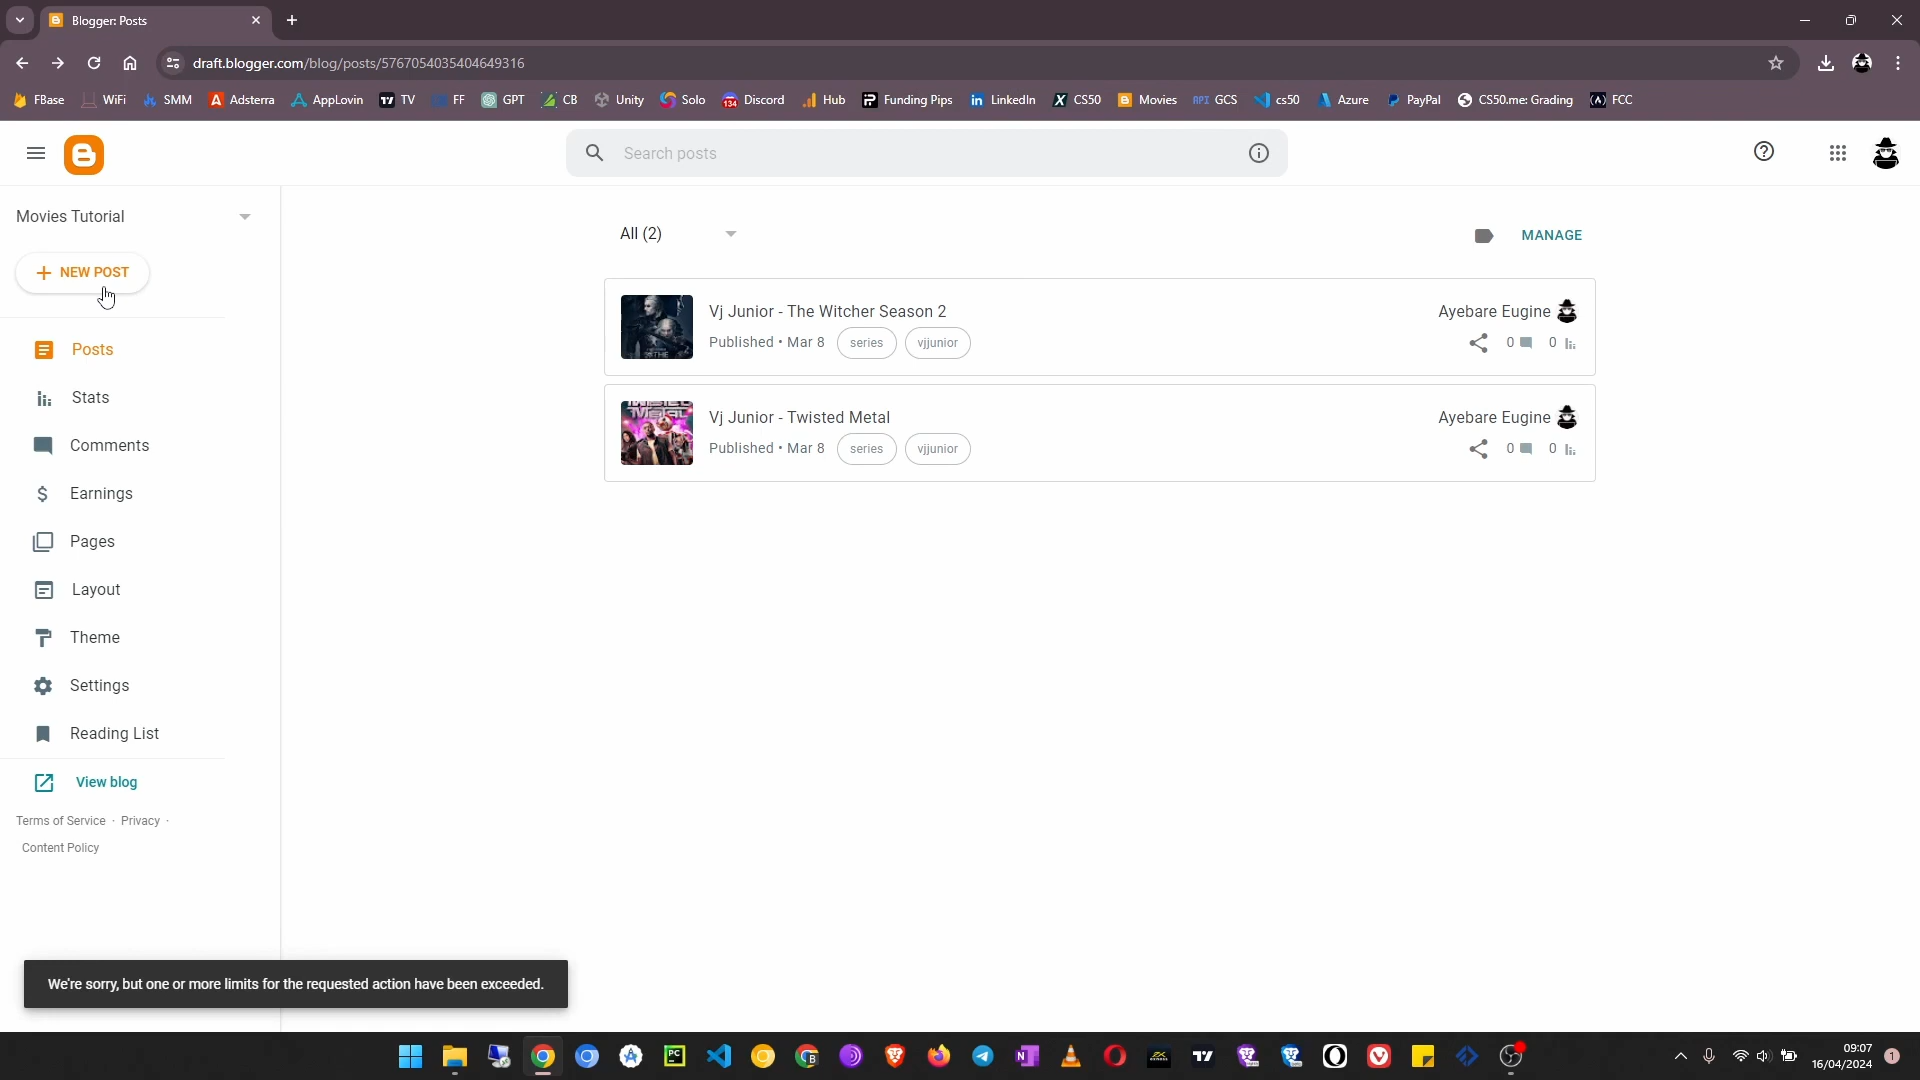 Blogger: Posts
draft.blogger.com/blog/posts/5767054035404649316
FBase WiFi SMM Adsterra AppLovin TV FF GPT CB Unity Solo 134 Discord Hub Funding Pips LinkedIn CS50 Movies API GCS cs50 Azure PayPal CS50.me: Grading FCC
Search posts
Movies Tutorial
NEW POST
Posts
Stats
Comments
Earnings
Pages
Layout
Theme
Settings
Reading List
View blog
Terms of Service · Privacy ·
Content Policy
All (2)
MANAGE
Vj Junior - The Witcher Season 2
Ayebare Eugine
Published • Mar 8 series vjjunior
0 0
Vj Junior - Twisted Metal
Ayebare Eugine
Published • Mar 8 series vjjunior
0 0
We're sorry, but one or more limits for the requested action have been exceeded.
09:07
16/04/2024
1